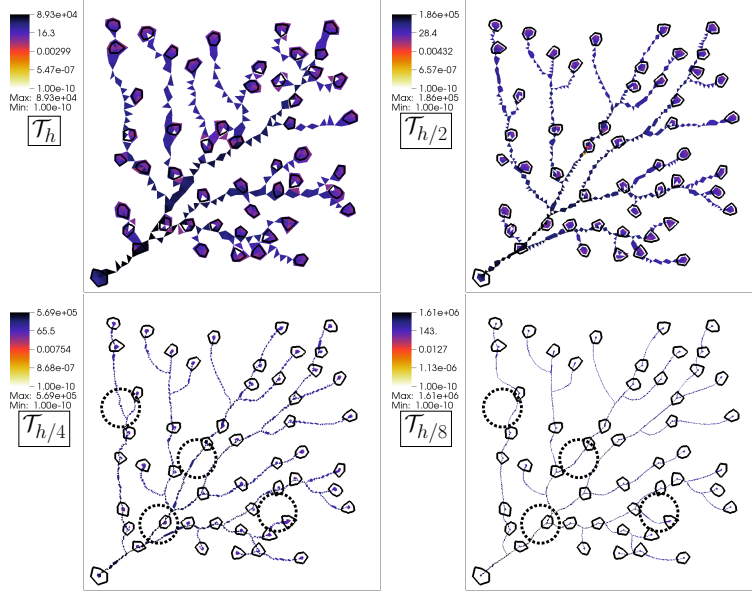 8.93e+04
16.3
0.00299
5.47e-07
1.00e-10
Max: 8.93e+04
Min: 1.00e-10
𝒯h
1.86e+05
28.4
0.00432
6.57e-07
1.00e-10
Max: 1.86e+05
Min: 1.00e-10
𝒯h/2
5.69e+05
65.5
0.00754
8.68e-07
1.00e-10
Max: 5.69e+05
Min: 1.00e-10
𝒯h/4
1.61e+06
143.
0.0127
1.13e-06
1.00e-10
Max: 1.61e+06
Min: 1.00e-10
𝒯h/8